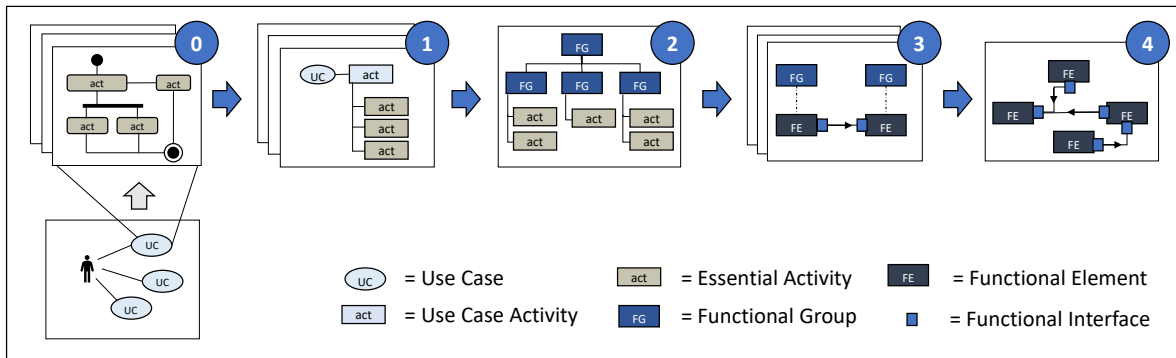 0
act
act
act
act
UC
UC
UC
1
UC
act
act
act
act
2
FG
FG
FG
FG
act
act
act
act
act
3
FG
FG
FE
FE
4
FE
FE
FE
FE
UC = Use Case
act = Essential Activity
FE = Functional Element
act = Use Case Activity
FG = Functional Group
= Functional Interface